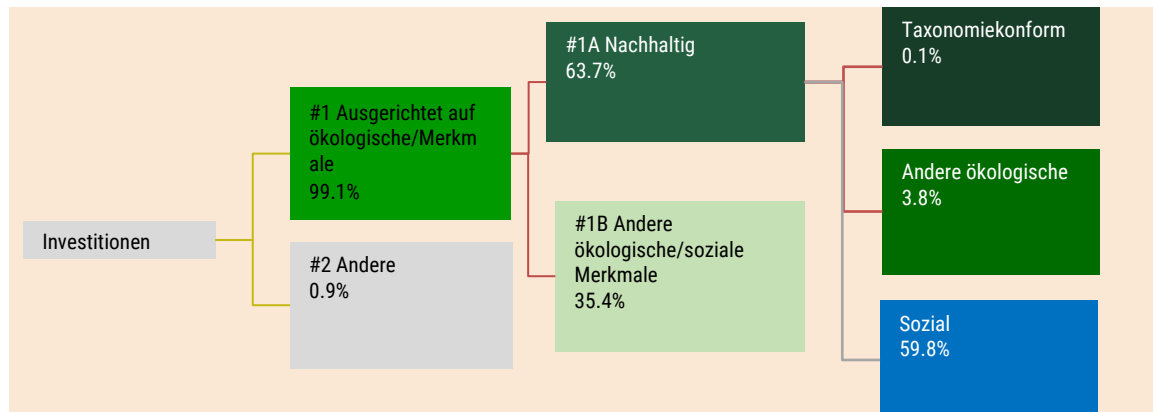 Investitionen
#1 Ausgerichtet auf
ökologische/Merkm
ale
99.1%
#2 Andere
0.9%
#1A Nachhaltig
63.7%
#1B Andere
ökologische/soziale
Merkmale
35.4%
Taxonomiekonform
0.1%
Andere ökologische
3.8%
Sozial
59.8%